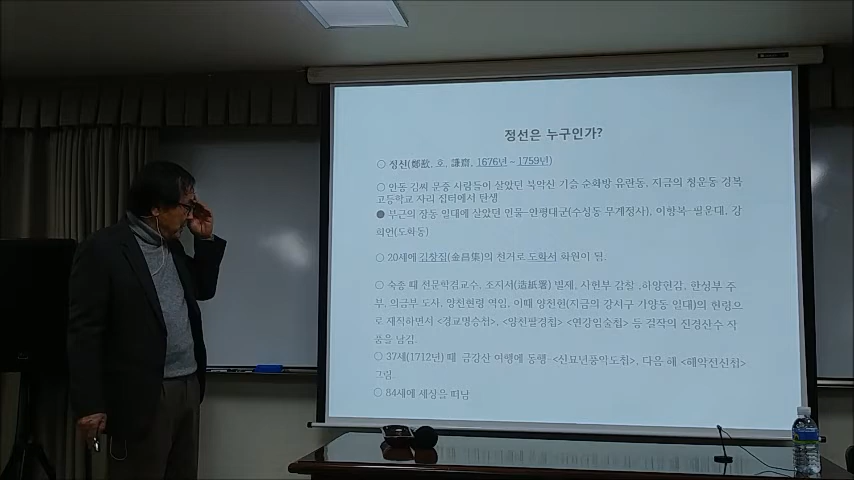 정선은 누구인가?
○ 정선(鄭敾, 호, 謙齋, 1676년 – 1759년)
○ 안동 김씨 문중 사람들이 살았던 북악산 기슭 순화방 유란동, 지금의 청운동 경복
고등학교 자리 집터에서 탄생
● 부근의 장동 일대에 살았던 인물-안평대군(수성동 무계정사), 이항복-필운대, 강
희언(도화동)
○ 20세에 김창집(金昌集)의 천거로 도화서 화원이 됨.
○ 숙종 때 천문학겸교수, 조지서(造紙署) 별제, 사헌부 감찰 ,하양현감, 한성부 주
부, 의금부 도사, 양천현령 역임, 이때 양천현(지금의 강서구 가양동 일대)의 현령으
로 재직하면서 <경교명승첩>, <양천팔경첩> <연강임술첩> 등 걸작의 진경산수 작
품을 남김.
○ 37세(1712년) 때 금강산 여행에 동행-<신묘년풍악도첩>, 다음 해 <해악전신첩>
그림.
○ 84세에 세상을 떠남